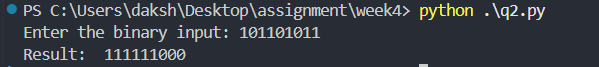 PS C:\Users\daksh\Desktop\assignment\week4> python .\q2.py
Enter the binary input: 101101011
Result:  111111000